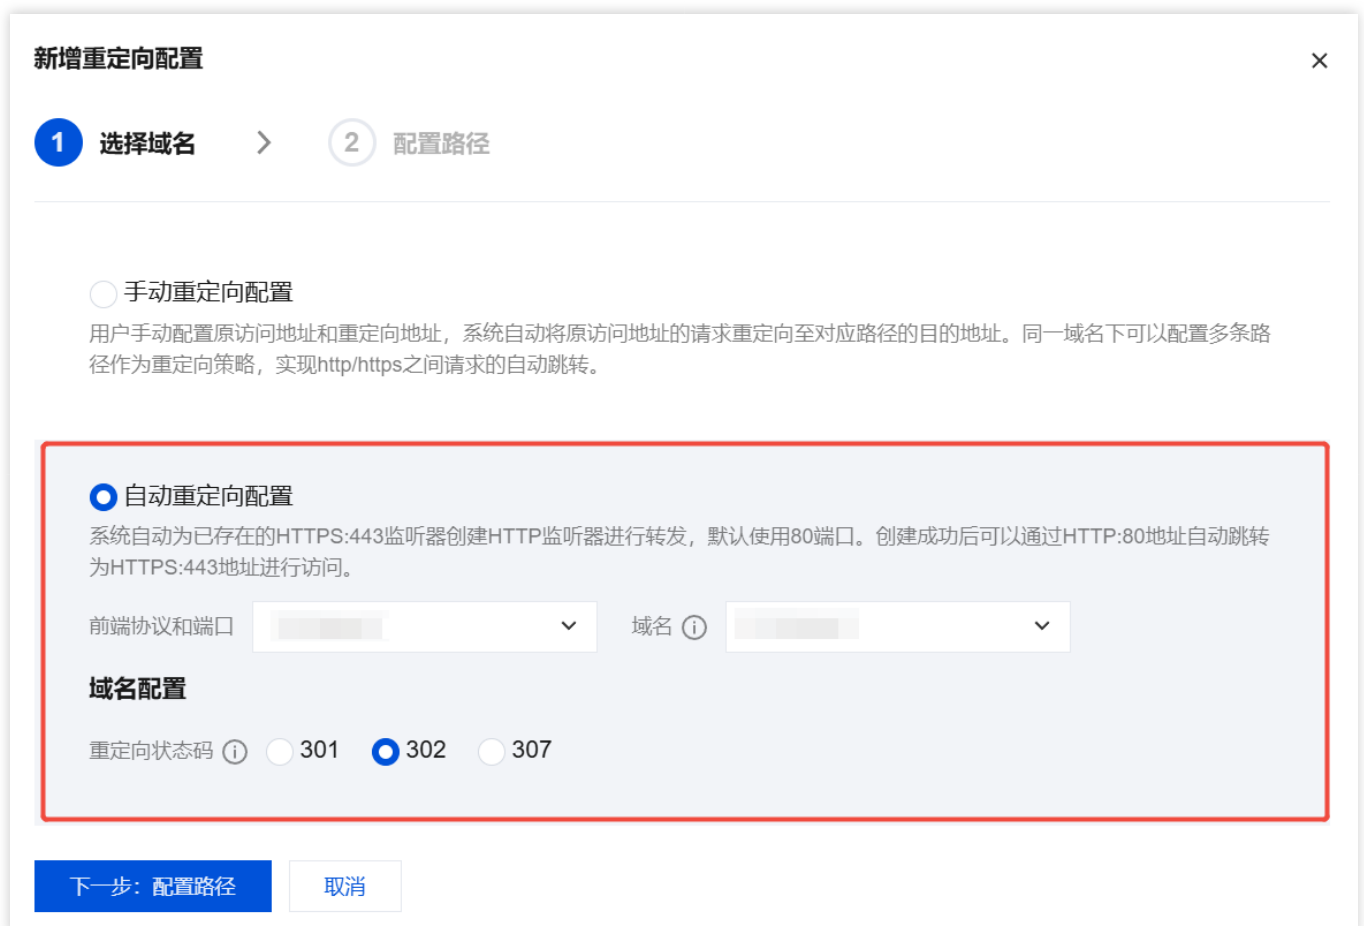 新增重定向配置
1 选择域名 2 配置路径
手动重定向配置
用户手动配置原访问地址和重定向地址，系统自动将原访问地址的请求重定向至对应路径的目的地址。同一域名下可以配置多条路
径作为重定向策略，实现http/https之间请求的自动跳转。
自动重定向配置
系统自动为已存在的HTTPS:443监听器创建HTTP监听器进行转发，默认使用80端口。创建成功后可以通过HTTP:80地址自动跳转
为HTTPS:443地址进行访问。
前端协议和端口 域名
域名配置
重定向状态码 301 302 307
下一步：配置路径 取消